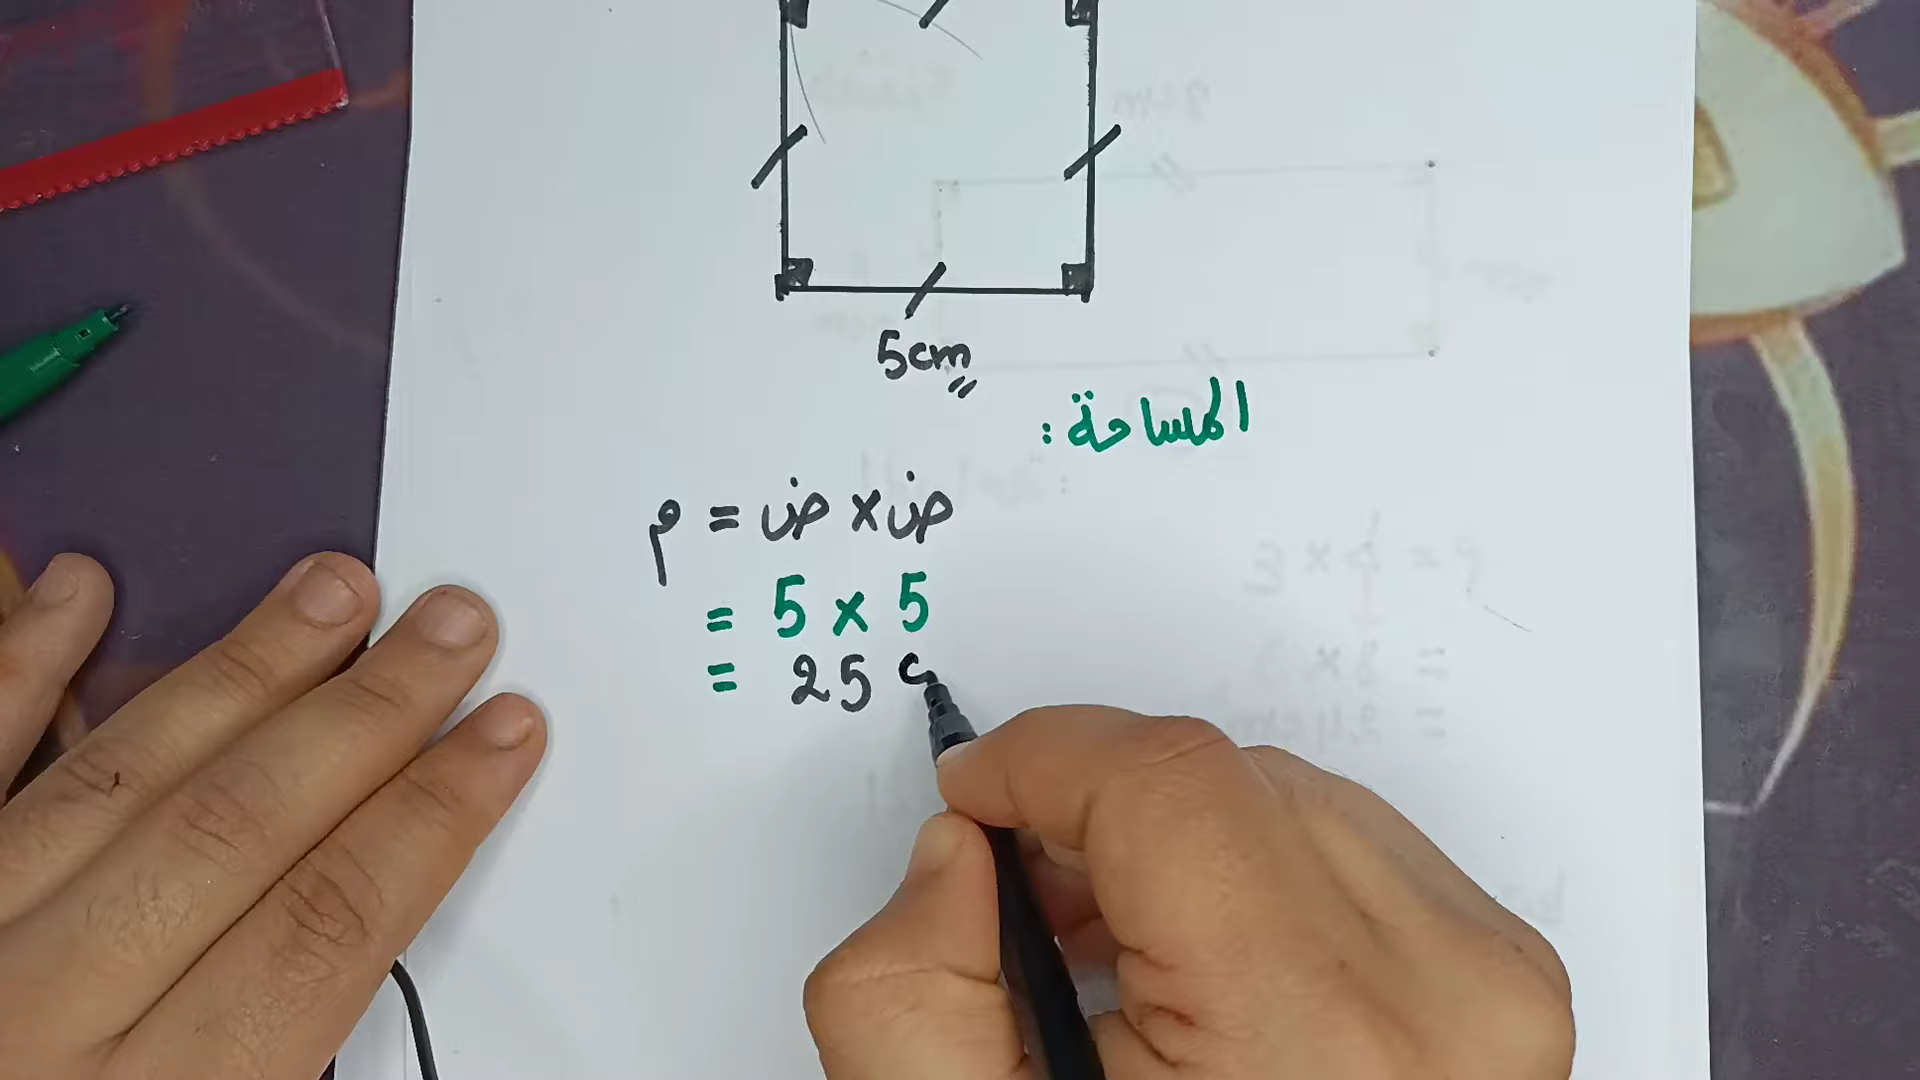 5cm
المساحة :
م = ض × ض
= 5 × 5
= 25 c